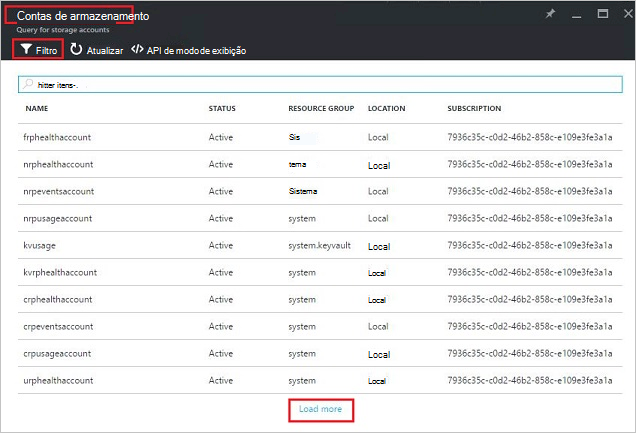 Contas de armazenamento
Query for storage accounts
Filtro Atualizar API de modode exibição
hitter itens-.
NAME STATUS RESOURCE GROUP LOCATION SUBSCRIPTION
frphealthaccount Active Sis Local 7936c35c-c0d2-46b2-858c-e109e3fe3a1a
nrphealthaccount Active tema Local 7936c35c-c0d2-46b2-858c-e109e3fe3a1a
nrpeventsaccount Active Sistema Local 7936c35c-c0d2-46b2-858c-e109e3fe3a1a
nrpusageaccount Active system Local 7936c35c-c0d2-46b2-858c-e109e3fe3a1a
kvusage Active system.keyvault Local 7936c35c-c0d2-46b2-858c-e109e3fe3a1a
kvrphealthaccount Active system Local 7936c35c-c0d2-46b2-858c-e109e3fe3a1a
crphealthaccount Active system Local 7936c35c-c0d2-46b2-858c-e109e3fe3a1a
crpeventsaccount Active system Local 7936c35c-c0d2-46b2-858c-e109e3fe3a1a
crpusageaccount Active system Local 7936c35c-c0d2-46b2-858c-e109e3fe3a1a
urphealthaccount Active system Local 7936c35c-c0d2-46b2-858c-e109e3fe3a1a
Load more